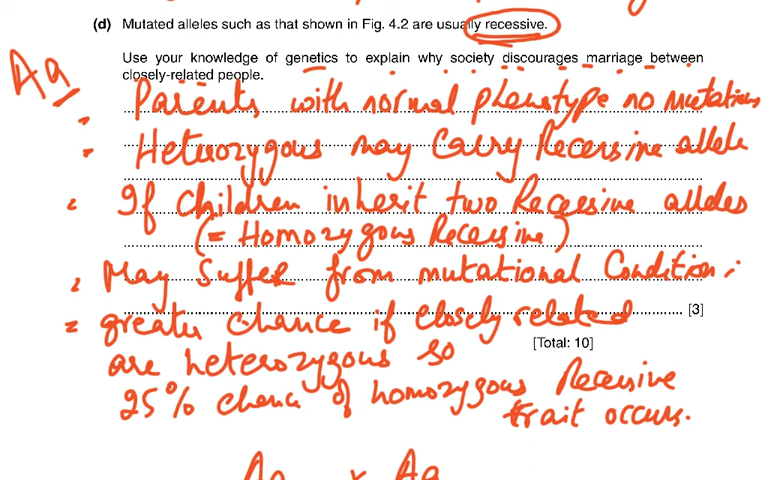 (d) Mutated alleles such as that shown in Fig. 4.2 are usually recessive.
Use your knowledge of genetics to explain why society discourages marriage between
closely-related people.
Aa
Parents with normal phenotype no mutations
Heterozygous may carry Recessive allele
If children inherit two Recessive alleles
(= Homozygous Recessive)
May Suffer from mutational Condition;
[3]
greater chance if closely related
[Total: 10]
are heterozygous so
25% chance of homozygous Recessive
trait occurs.
Aa x Aa